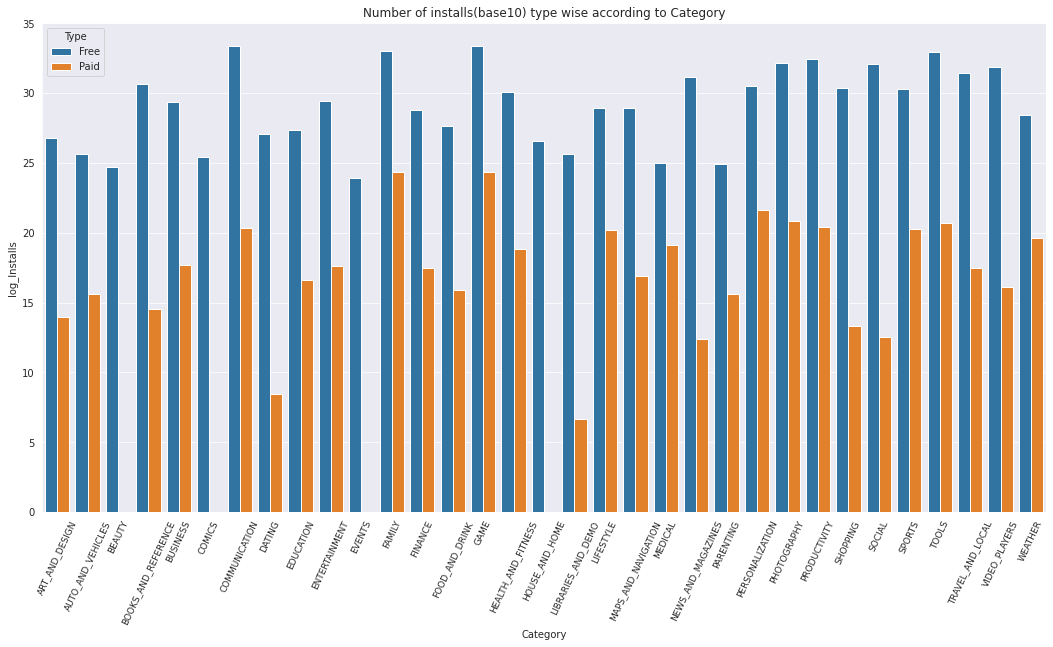 Number of installs(base10) type wise according to Category
Type
Free
Paid
log_Installs
35
30
25
20
15
10
5
0
ART_AND_DESIGN
AUTO_AND_VEHICLES
BEAUTY
BOOKS_AND_REFERENCE
BUSINESS
COMICS
COMMUNICATION
DATING
EDUCATION
ENTERTAINMENT
EVENTS
FAMILY
FINANCE
FOOD_AND_DRINK
GAME
HEALTH_AND_FITNESS
HOUSE_AND_HOME
LIBRARIES_AND_DEMO
LIFESTYLE
MAPS_AND_NAVIGATION
MEDICAL
NEWS_AND_MAGAZINES
PARENTING
PERSONALIZATION
PHOTOGRAPHY
PRODUCTIVITY
SHOPPING
SOCIAL
SPORTS
TOOLS
TRAVEL_AND_LOCAL
VIDEO_PLAYERS
WEATHER
Category